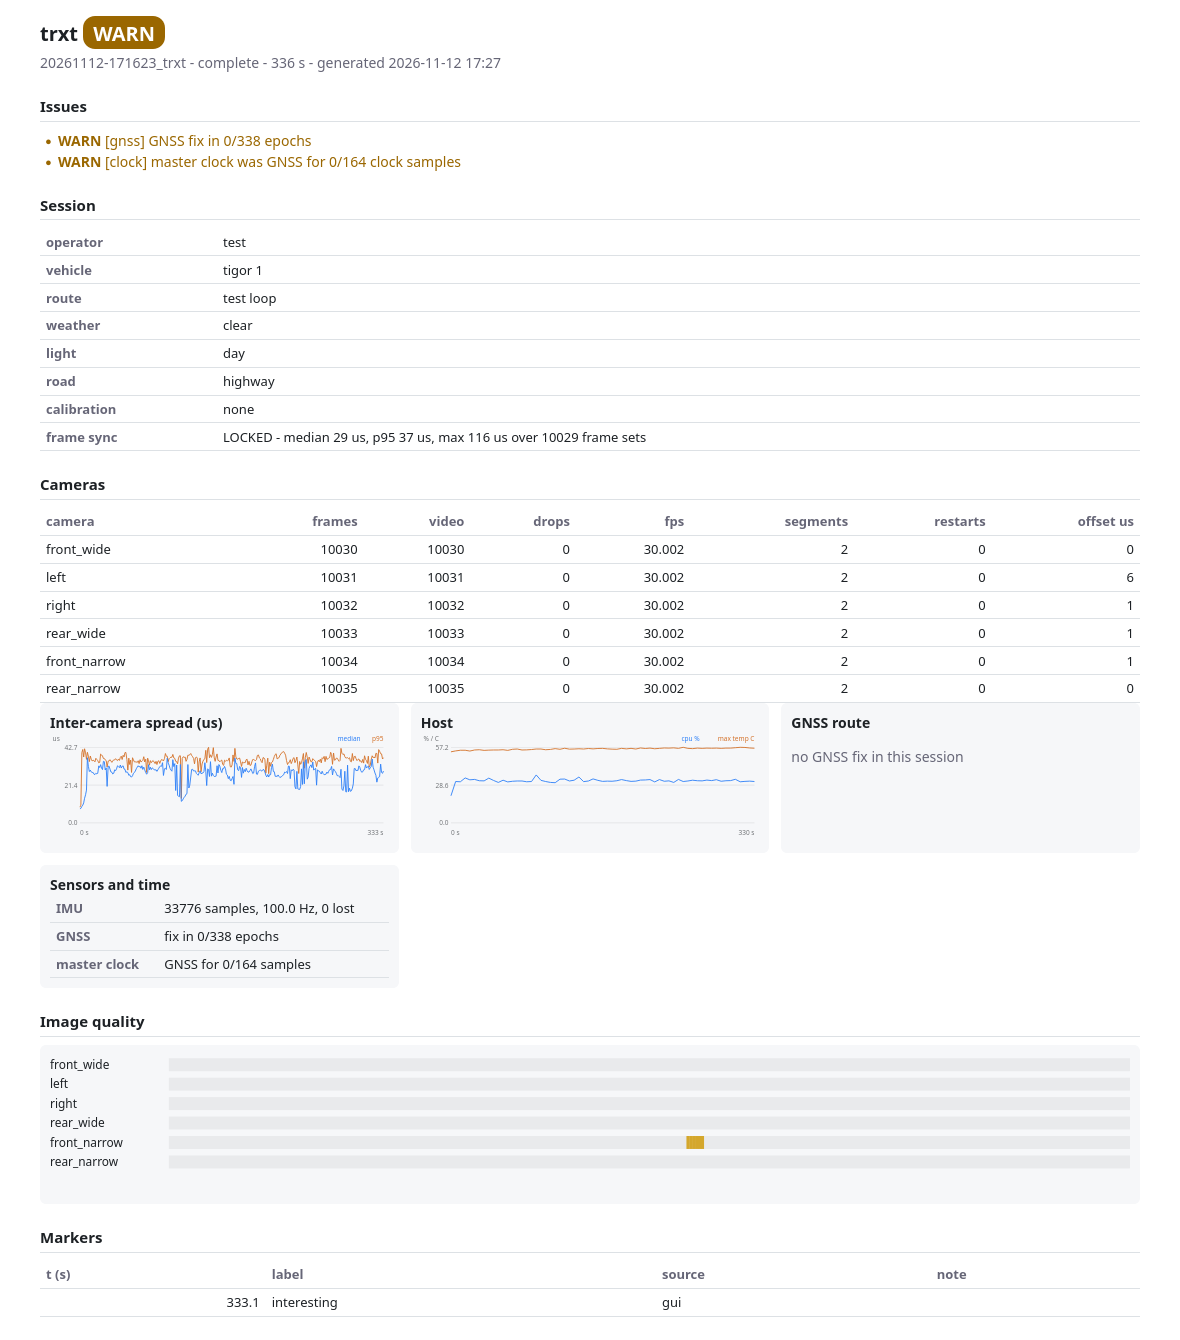 trxt WARN
20261112-171623_trxt - complete - 336 s - generated 2026-11-12 17:27
Issues
WARN [gnss] GNSS fix in 0/338 epochs
WARN [clock] master clock was GNSS for 0/164 clock samples
Session
operator test
vehicle tigor 1
route test loop
weather clear
light day
road highway
calibration none
frame sync LOCKED - median 29 us, p95 37 us, max 116 us over 10029 frame sets
Cameras
camera frames video drops fps segments restarts offset us
front_wide 10030 10030 0 30.002 2 0 0
left 10031 10031 0 30.002 2 0 6
right 10032 10032 0 30.002 2 0 1
rear_wide 10033 10033 0 30.002 2 0 1
front_narrow 10034 10034 0 30.002 2 0 1
rear_narrow 10035 10035 0 30.002 2 0 0
Inter-camera spread (us)
us median p95
42.7
21.4
0.0
0 s 333 s
Host
% / C cpu % max temp C
57.2
28.6
0.0
0 s 330 s
GNSS route
no GNSS fix in this session
Sensors and time
IMU 33776 samples, 100.0 Hz, 0 lost
GNSS fix in 0/338 epochs
master clock GNSS for 0/164 samples
Image quality
front_wide
left
right
rear_wide
front_narrow
rear_narrow
Markers
t (s) label source note
333.1 interesting gui